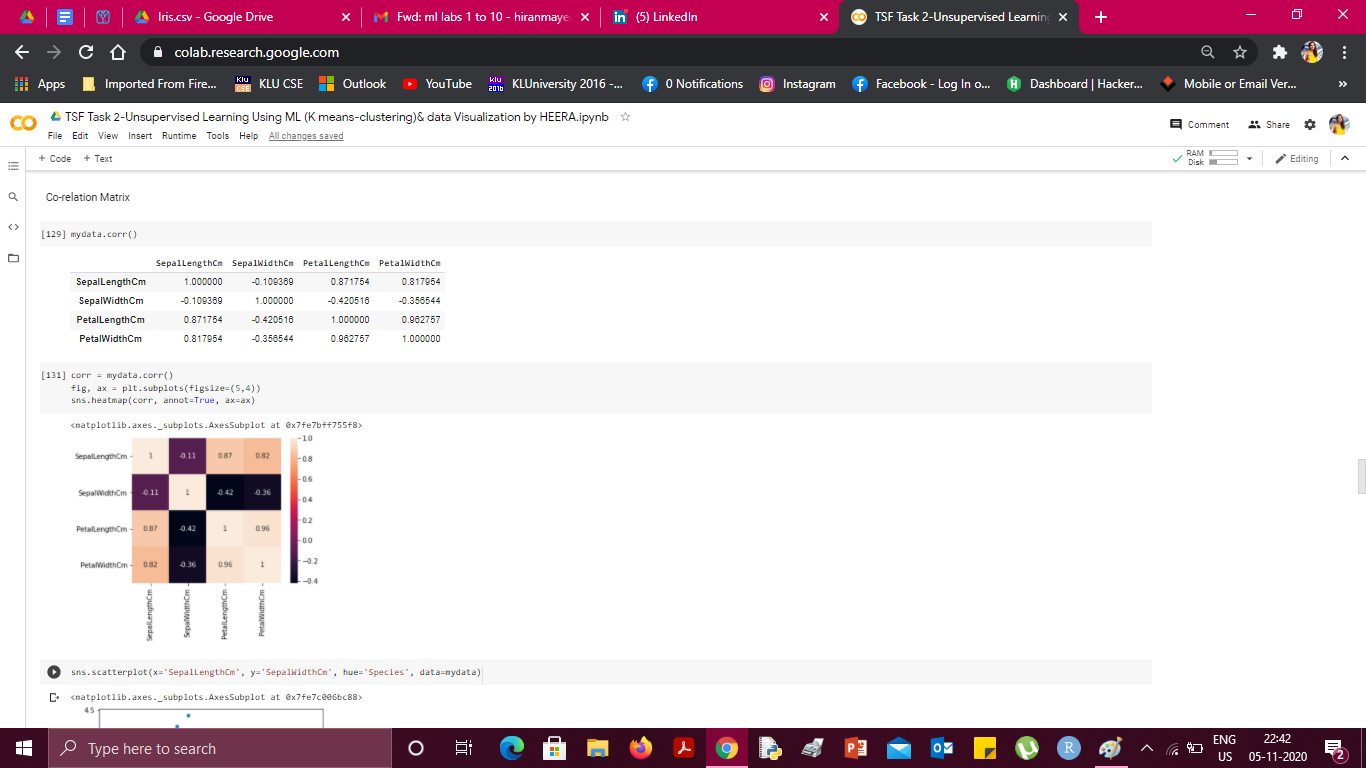 Iris.csv - Google Drive
Fwd: ml labs 1 to 10 - hiranmaye
(5) LinkedIn
TSF Task 2-Unsupervised Learning
colab.research.google.com
Apps
Imported From Fire...
KLU CSE
Outlook
YouTube
KLUniversity 2016 -...
0 Notifications
Instagram
Facebook - Log In o...
Dashboard | Hacker...
Mobile or Email Ver...
»
TSF Task 2-Unsupervised Learning Using ML (K means-clustering)& data Visualization by HEERA.ipynb
Comment
Share
File Edit View Insert Runtime Tools Help All changes saved
+ Code + Text
RAM
Disk
Editing
Co-relation Matrix
[129] mydata.corr()
SepalLengthCm SepalWidthCm PetalLengthCm PetalWidthCm
SepalLengthCm 1.000000 -0.109369 0.871754 0.817954
SepalWidthCm -0.109369 1.000000 -0.420516 -0.356544
PetalLengthCm 0.871754 -0.420516 1.000000 0.962757
PetalWidthCm 0.817954 -0.356544 0.962757 1.000000
[131] corr = mydata.corr()
fig, ax = plt.subplots(figsize=(5,4))
sns.heatmap(corr, annot=True, ax=ax)
<matplotlib.axes._subplots.AxesSubplot at 0x7fe7bff755f8>
SepalLengthCm 1 -0.11 0.87 0.82
SepalWidthCm -0.11 1 -0.42 -0.36
PetalLengthCm 0.87 -0.42 1 0.96
PetalWidthCm 0.82 -0.36 0.96 1
SepalLengthCm
SepalWidthCm
PetalLengthCm
PetalWidthCm
1.0
0.8
0.6
0.4
0.2
0.0
-0.2
-0.4
sns.scatterplot(x='SepalLengthCm', y='SepalWidthCm', hue='Species', data=mydata)
<matplotlib.axes._subplots.AxesSubplot at 0x7fe7c006bc88>
4.5
Type here to search
ENG
US
22:42
05-11-2020
2